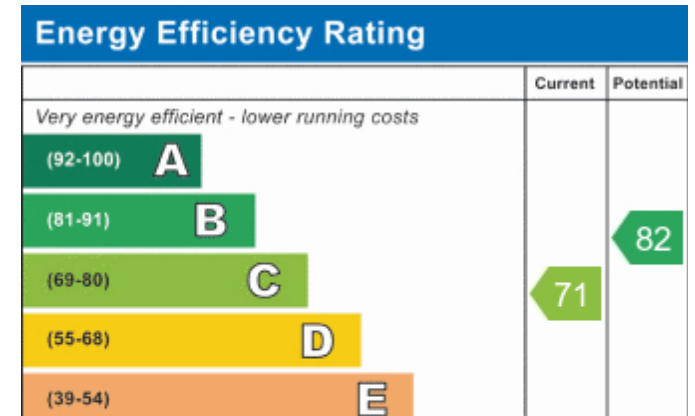 Energy Efficiency Rating
Current Potential
Very energy efficient - lower running costs
(92-100) A
(81-91) B
82
(69-80) C
71
(55-68) D
(39-54) E